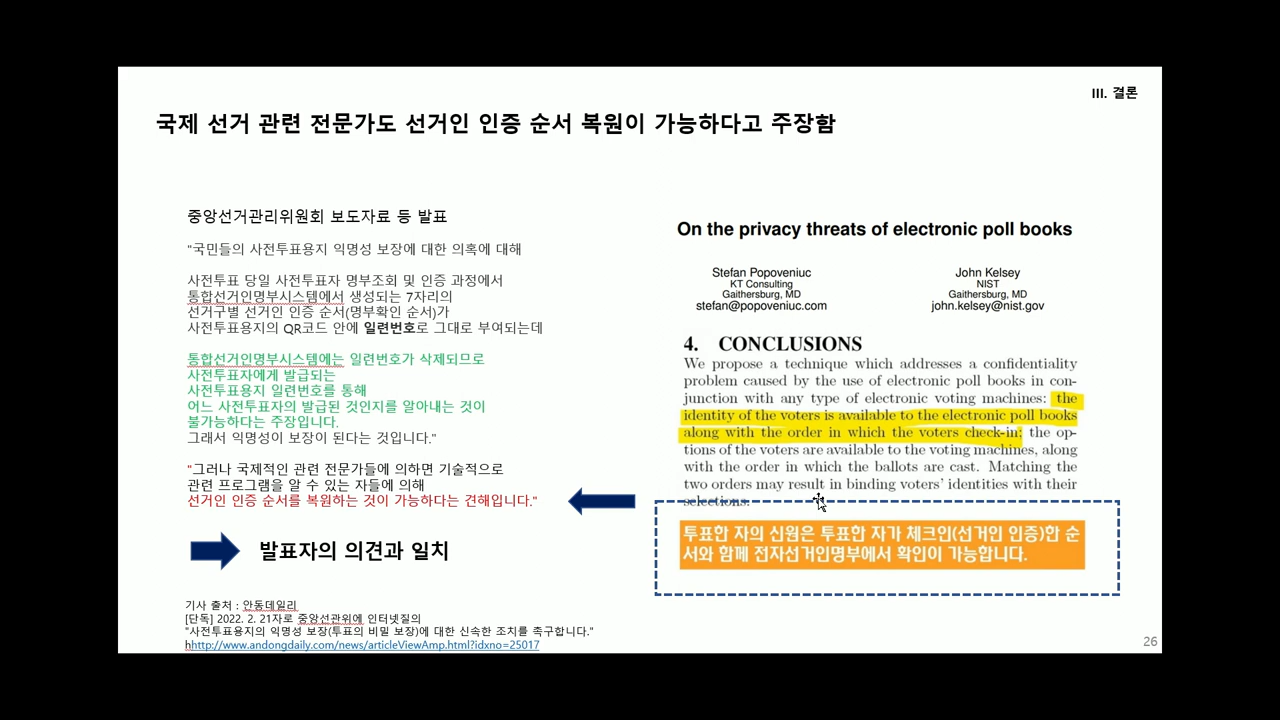 III. 결론
국제 선거 관련 전문가도 선거인 인증 순서 복원이 가능하다고 주장함
중앙선거관리위원회 보도자료 등 발표
"국민들의 사전투표용지 익명성 보장에 대한 의혹에 대해
사전투표 당일 사전투표자 명부조회 및 인증 과정에서
통합선거인명부시스템에서 생성되는 7자리의
선거구별 선거인 인증 순서(명부확인 순서)가
사전투표용지의 QR코드 안에 일련번호로 그대로 부여되는데
통합선거인명부시스템에는 일련번호가 삭제되므로
사전투표자에게 발급되는
사전투표용지 일련번호를 통해
어느 사전투표자의 발급된 것인지를 알아내는 것이
불가능하다는 주장입니다.
그래서 익명성이 보장이 된다는 것입니다."
"그러나 국제적인 관련 전문가들에 의하면 기술적으로
관련 프로그램을 알 수 있는 자들에 의해
선거인 인증 순서를 복원하는 것이 가능하다는 견해입니다."
발표자의 의견과 일치
기사 출처 : 안동데일리
[단독] 2022. 2. 21자로 중앙선관위에 인터넷질의
"사전투표용지의 익명성 보장(투표의 비밀 보장)에 대한 신속한 조치를 촉구합니다."
hhttp://www.andongdaily.com/news/articleViewAmp.html?idxno=25017
On the privacy threats of electronic poll books
Stefan Popoveniuc
KT Consulting
Gaithersburg, MD
stefan@popoveniuc.com
John Kelsey
NIST
Gaithersburg, MD
john.kelsey@nist.gov
4. CONCLUSIONS
We propose a technique which addresses a confidentiality
problem caused by the use of electronic poll books in con-
junction with any type of electronic voting machines: the
identity of the voters is available to the electronic poll books
along with the order in which the voters check-in; the op-
tions of the voters are available to the voting machines, along
with the order in which the ballots are cast. Matching the
two orders may result in binding voters' identities with their
selections.
투표한 자의 신원은 투표한 자가 체크인(선거인 인증)한 순
서와 함께 전자선거인명부에서 확인이 가능합니다.
26